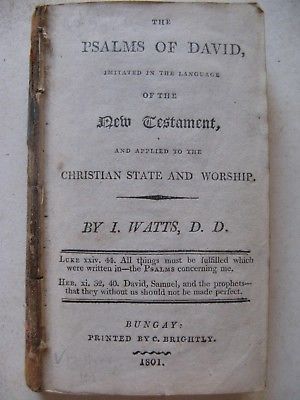 THE
PSALMS OF DAVID,
IMITATED IN THE LANGUAGE
OF THE
New Testament,
AND APPLIED TO THE
CHRISTIAN STATE AND WORSHIP.
BY I. WATTS, D. D.
LUKE xxiv. 44. All things must be fulfilled which
were written in—the PSALMS concerning me.
HEB. xi. 32, 40. David, Samuel, and the prophets—
that they without us should not be made perfect.
BUNGAY:
PRINTED BY C. BRIGHTLY.
1801.